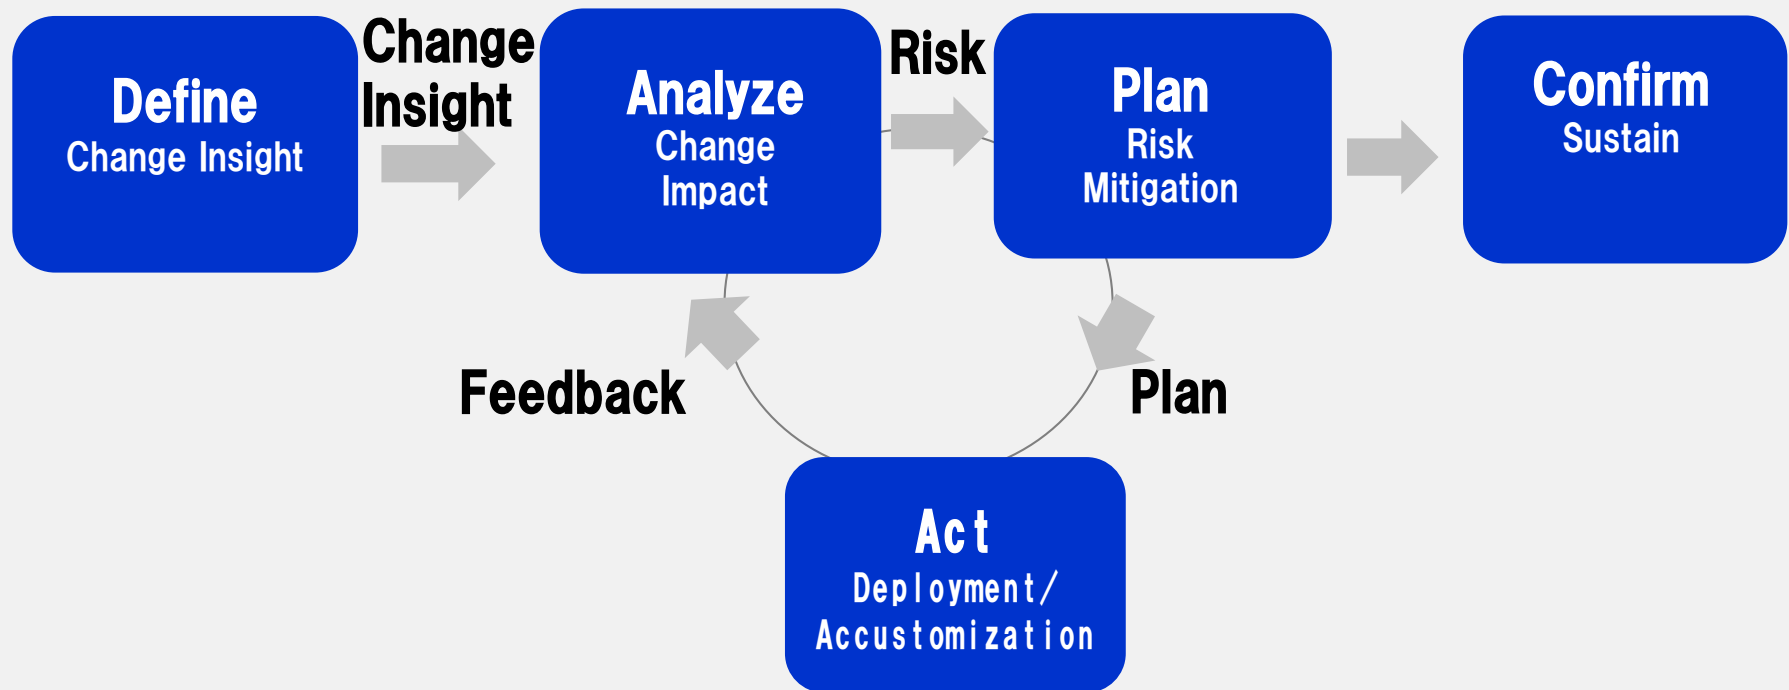 Define
Change Insight
Change
Insight
Analyze
Change
Impact
Risk
Plan
Risk
Mitigation
Confirm
Sustain
Feedback
Plan
Act
Deployment/
Accustomization